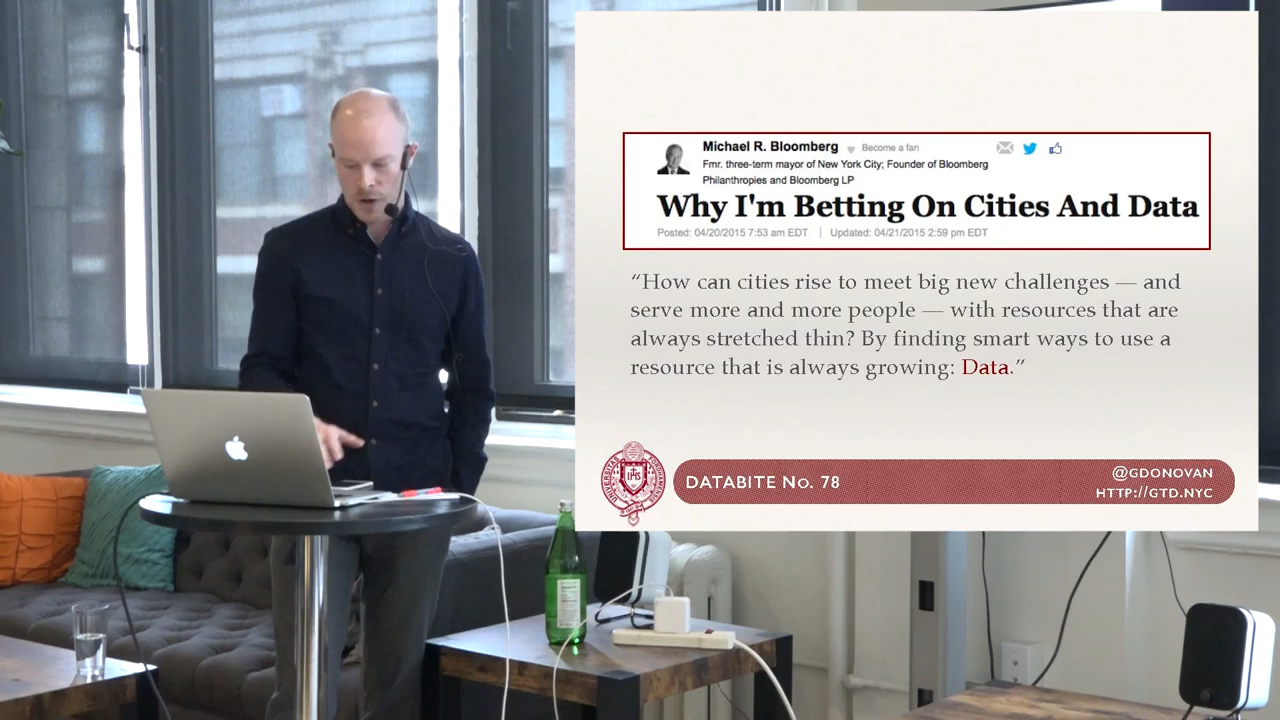 Michael R. Bloomberg Become a fan
Fmr. three-term mayor of New York City; Founder of Bloomberg
Philanthropies and Bloomberg LP
Why I'm Betting On Cities And Data
Posted: 04/20/2015 7:53 am EDT | Updated: 04/21/2015 2:59 pm EDT
“How can cities rise to meet big new challenges — and
serve more and more people — with resources that are
always stretched thin? By finding smart ways to use a
resource that is always growing: Data.”
IHS
DATABITE No. 78
@GDONOVAN
HTTP://GTD.NYC